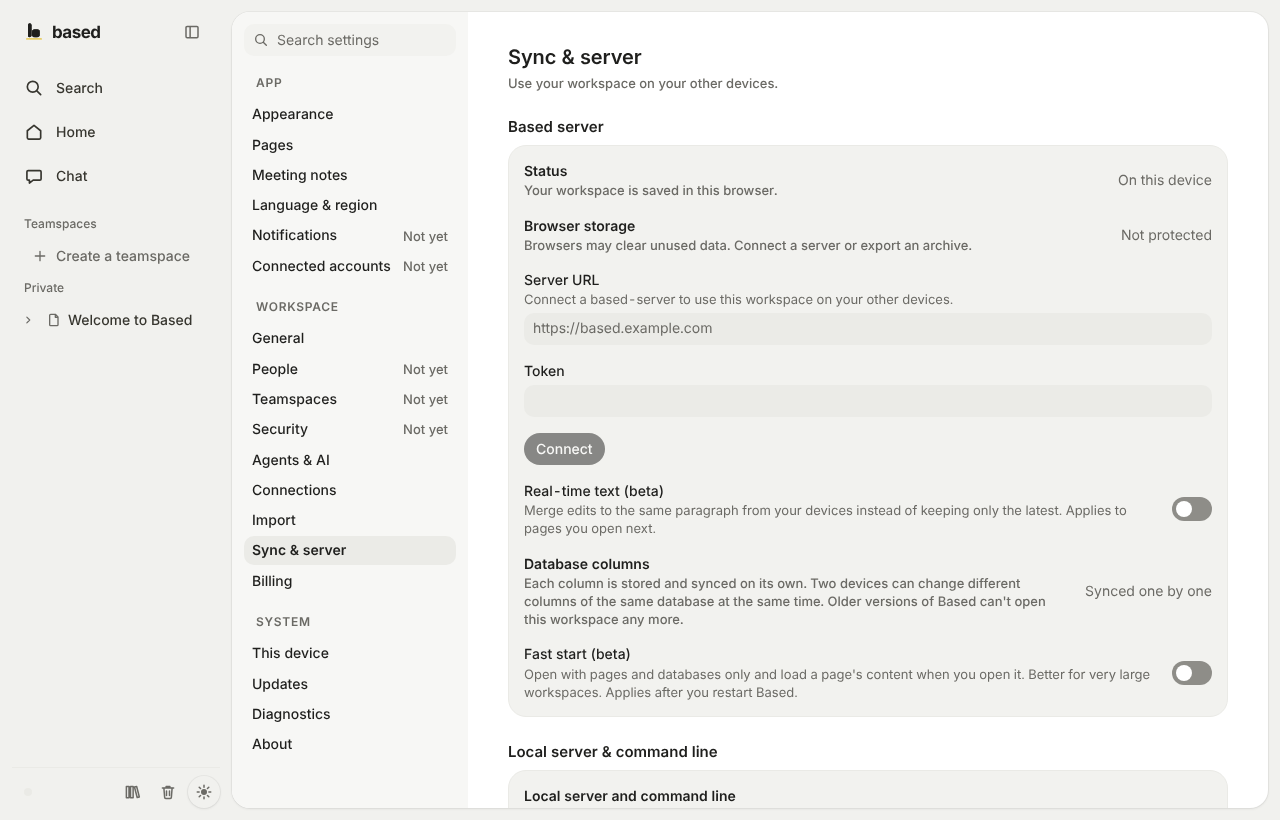 based
Search
Home
Chat
Teamspaces
Create a teamspace
Private
Welcome to Based
Search settings
APP
Appearance
Pages
Meeting notes
Language & region
Notifications Not yet
Connected accounts Not yet
WORKSPACE
General
People Not yet
Teamspaces Not yet
Security Not yet
Agents & AI
Connections
Import
Sync & server
Billing
SYSTEM
This device
Updates
Diagnostics
About
Sync & server
Use your workspace on your other devices.
Based server
Status
Your workspace is saved in this browser.
On this device
Browser storage
Browsers may clear unused data. Connect a server or export an archive.
Not protected
Server URL
Connect a based-server to use this workspace on your other devices.
https://based.example.com
Token
Connect
Real-time text (beta)
Merge edits to the same paragraph from your devices instead of keeping only the latest. Applies to
pages you open next.
Database columns
Each column is stored and synced on its own. Two devices can change different
columns of the same database at the same time. Older versions of Based can't open
this workspace any more.
Synced one by one
Fast start (beta)
Open with pages and databases only and load a page's content when you open it. Better for very large
workspaces. Applies after you restart Based.
Local server & command line
Local server and command line